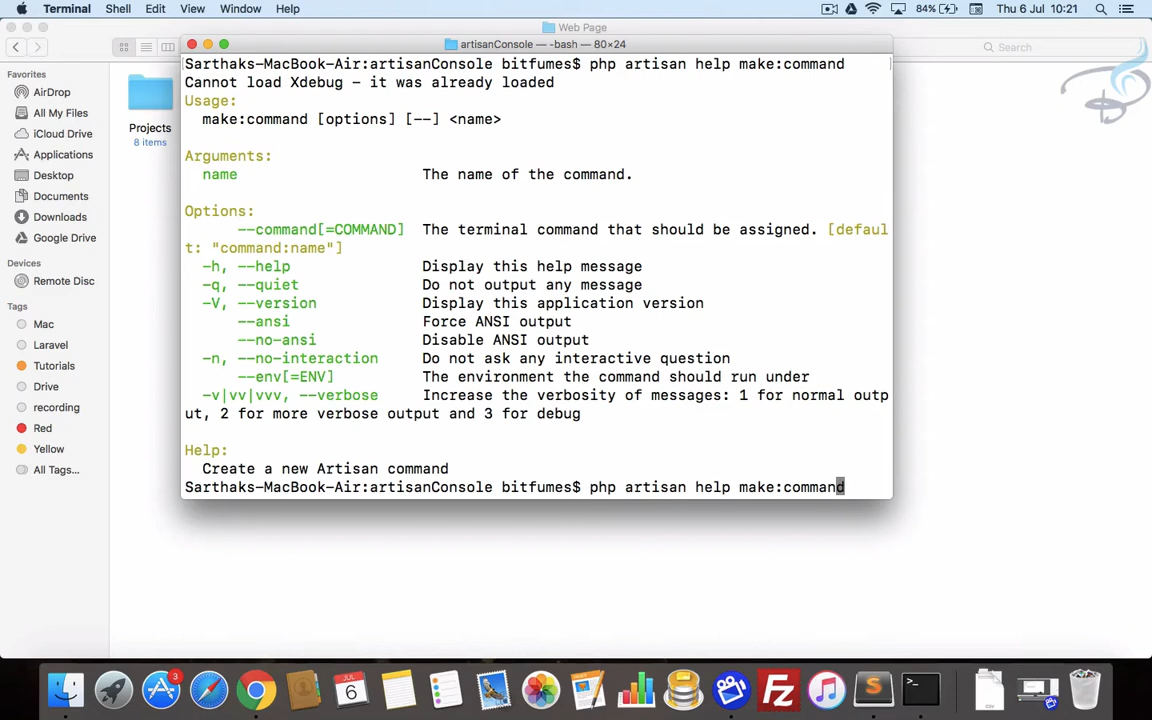 Terminal Shell Edit View Window Help 84% Thu 6 Jul 10:21
Web Page
artisanConsole — -bash — 80×24
Search
Favorites
AirDrop
All My Files
iCloud Drive
Applications
Desktop
Documents
Downloads
Google Drive
Devices
Remote Disc
Tags
Mac
Laravel
Tutorials
Drive
recording
Red
Yellow
All Tags...
Projects
8 items
Sarthaks-MacBook-Air:artisanConsole bitfumes$ php artisan help make:command
Cannot load Xdebug - it was already loaded
Usage:
make:command [options] [--] <name>
Arguments:
name The name of the command.
Options:
--command[=COMMAND] The terminal command that should be assigned. [defaul
t: "command:name"]
-h, --help Display this help message
-q, --quiet Do not output any message
-V, --version Display this application version
--ansi Force ANSI output
--no-ansi Disable ANSI output
-n, --no-interaction Do not ask any interactive question
--env[=ENV] The environment the command should run under
-v|vv|vvv, --verbose Increase the verbosity of messages: 1 for normal outp
ut, 2 for more verbose output and 3 for debug
Help:
Create a new Artisan command
Sarthaks-MacBook-Air:artisanConsole bitfumes$ php artisan help make:command
3
JUL
6